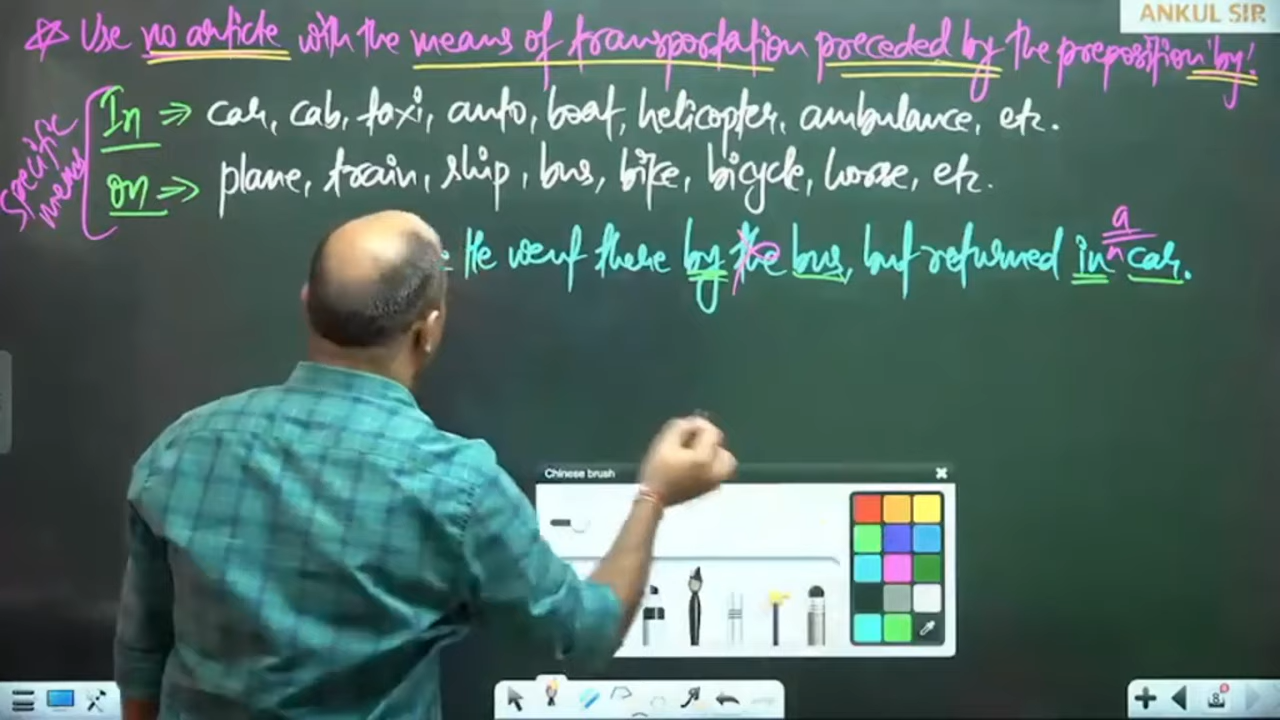 ANKUL SIR
☆ Use no article with the means of transportation preceded by the preposition 'by'.
Specific means
In ⇒ car, cab, taxi, auto, boat, helicopter, ambulance, etc.
on ⇒ plane, train, ship, bus, bike, bicycle, horse, etc.
: He went there by the bus, but returned in a car.
Chinese brush